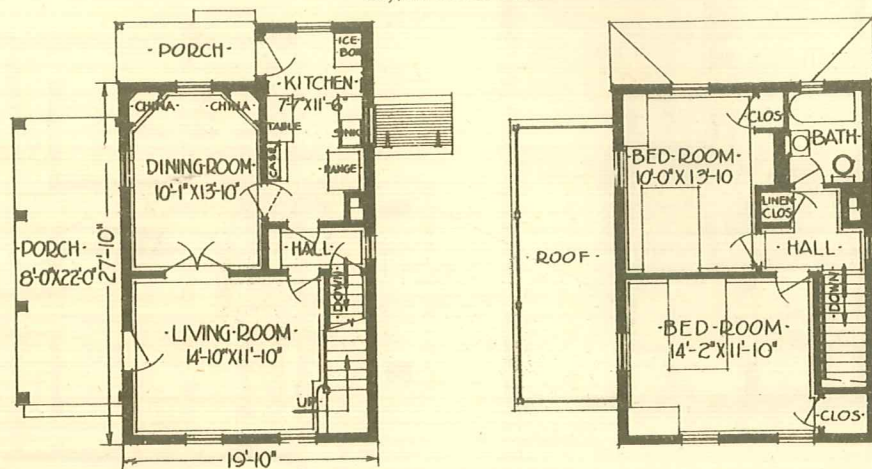 ·PORCH·
ICE-
BOX
·KITCHEN·
7'-7"X11'-6"
CHINA
CHINA
TABLE
SINK
CASE
RANGE
·DINING·ROOM·
10'-1"X13'-10"
·PORCH·
8'-0"X22'-0"
27'-10"
·HALL·
DOWN
·LIVING·ROOM·
14'-10"X11'-10"
UP
19'-10"
·ROOF·
·BED·ROOM·
10'-0"X13'-10
·CLOS·
·BATH·
LINEN
CLOS
·HALL·
DOWN
·BED·ROOM·
14'-2"X11'-10"
·CLOS·